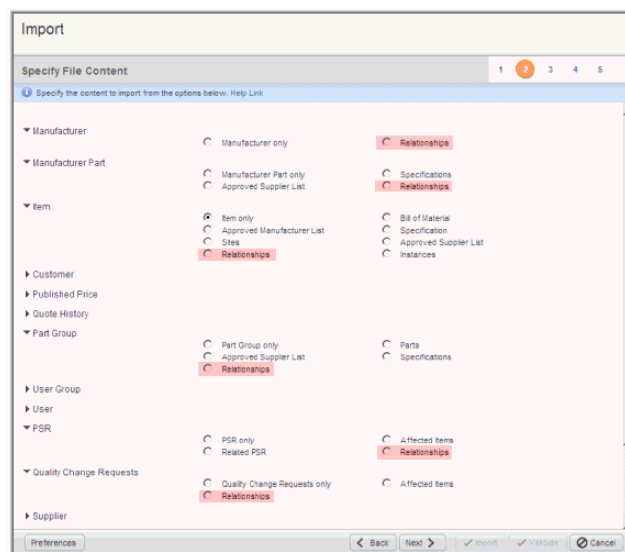 Import
Specify File Content 1 2 3 4 5
Specify the content to import from the options below. Help Link
Manufacturer
Manufacturer only Relationships
Manufacturer Part
Manufacturer Part only Specifications
Approved Supplier List Relationships
Item
Item only Bill of Material
Approved Manufacturer List Specification
Sites Approved Supplier List
Relationships Instances
Customer
Published Price
Quote History
Part Group
Part Group only Parts
Approved Supplier List Specifications
Relationships
User Group
User
PSR
PSR only Affected Items
Related PSR Relationships
Quality Change Requests
Quality Change Requests only Affected Items
Relationships
Supplier
Preferences Back Next Import Validate Cancel